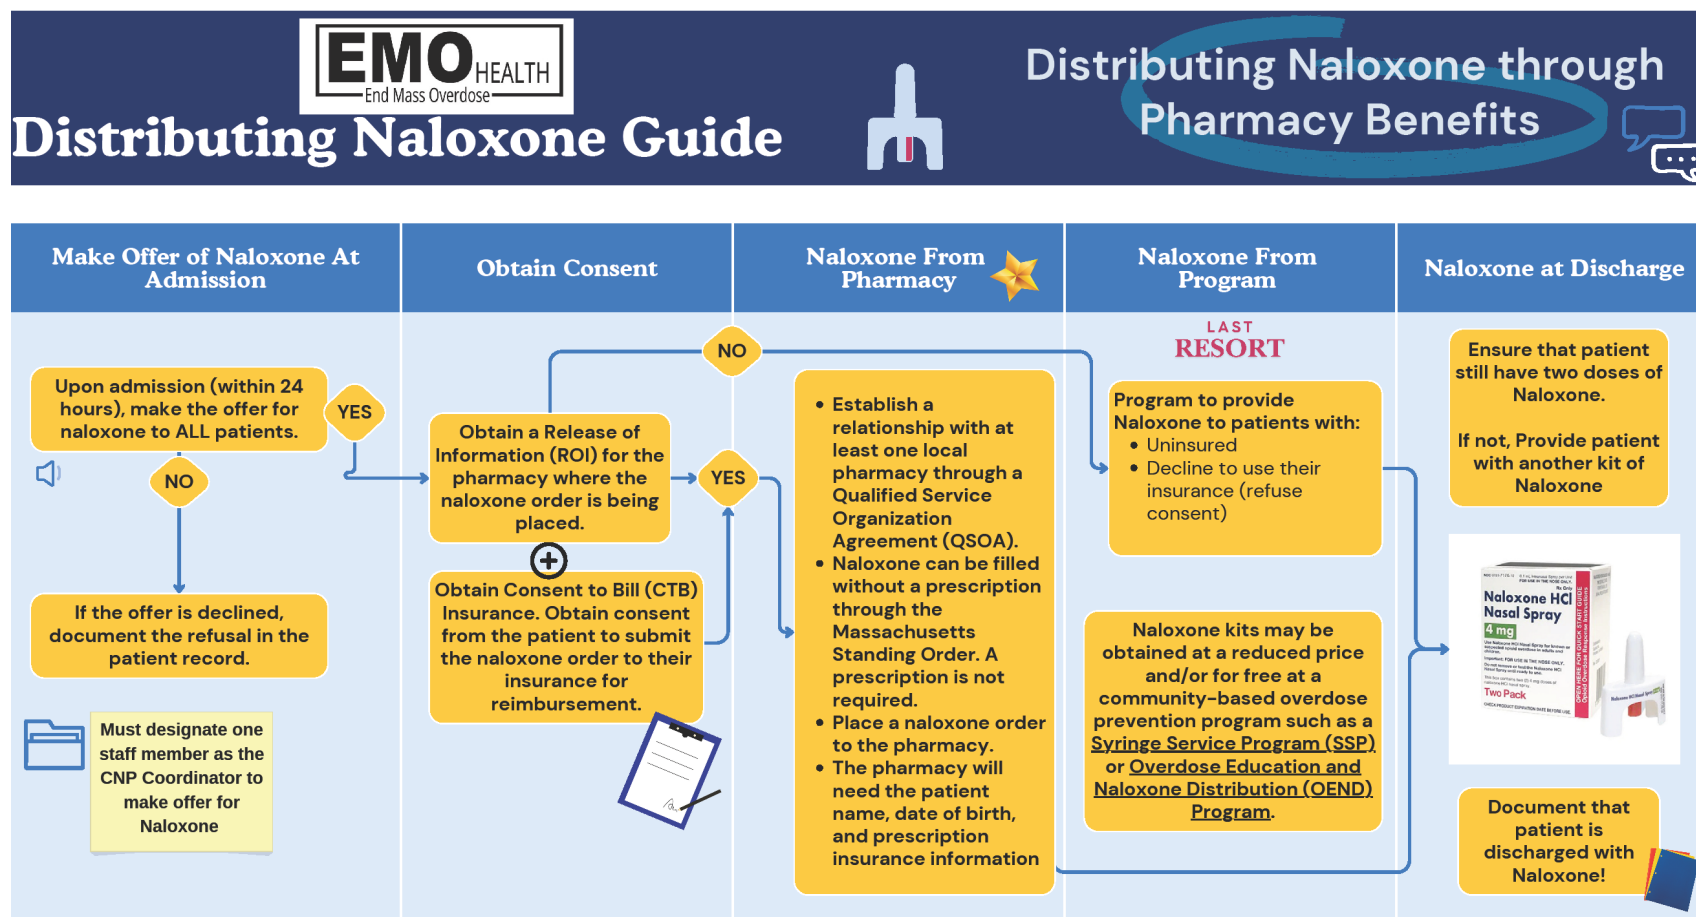 EMO HEALTH
End Mass Overdose
Distributing Naloxone Guide
Distributing Naloxone through
Pharmacy Benefits
Make Offer of Naloxone At
Admission
Obtain Consent
Naloxone From
Pharmacy
Naloxone From
Program
Naloxone at Discharge
Upon admission (within 24
hours), make the offer for
naloxone to ALL patients.
YES
NO
If the offer is declined,
document the refusal in the
patient record.
Must designate one
staff member as the
CNP Coordinator to
make offer for
Naloxone
Obtain a Release of
Information (ROI) for the
pharmacy where the
naloxone order is being
placed.
Obtain Consent to Bill (CTB)
Insurance. Obtain consent
from the patient to submit
the naloxone order to their
insurance for
reimbursement.
NO
YES
• Establish a
relationship with at
least one local
pharmacy through a
Qualified Service
Organization
Agreement (QSOA).
• Naloxone can be filled
without a prescription
through the
Massachusetts
Standing Order. A
prescription is not
required.
• Place a naloxone order
to the pharmacy.
• The pharmacy will
need the patient
name, date of birth,
and prescription
insurance information
LAST
RESORT
Program to provide
Naloxone to patients with:
• Uninsured
• Decline to use their
insurance (refuse
consent)
Naloxone kits may be
obtained at a reduced price
and/or for free at a
community-based overdose
prevention program such as a
Syringe Service Program (SSP)
or Overdose Education and
Naloxone Distribution (OEND)
Program.
Ensure that patient
still have two doses of
Naloxone.
If not, Provide patient
with another kit of
Naloxone
Naloxone HCl
Nasal Spray
4 mg
Two Pack
OPEN HERE FOR QUICK START GUIDE
Opioid Overdose Response Instructions
Document that
patient is
discharged with
Naloxone!